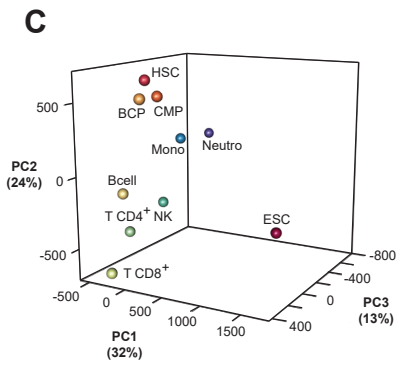 C
HSC
BCP CMP
500
Mono Neutro
PC2
(24%)
0
Bcell
T CD4+ NK
ESC
-500
T CD8+
-500
0
500
1000
1500
-800
-400
0
400
PC1
(32%)
PC3
(13%)